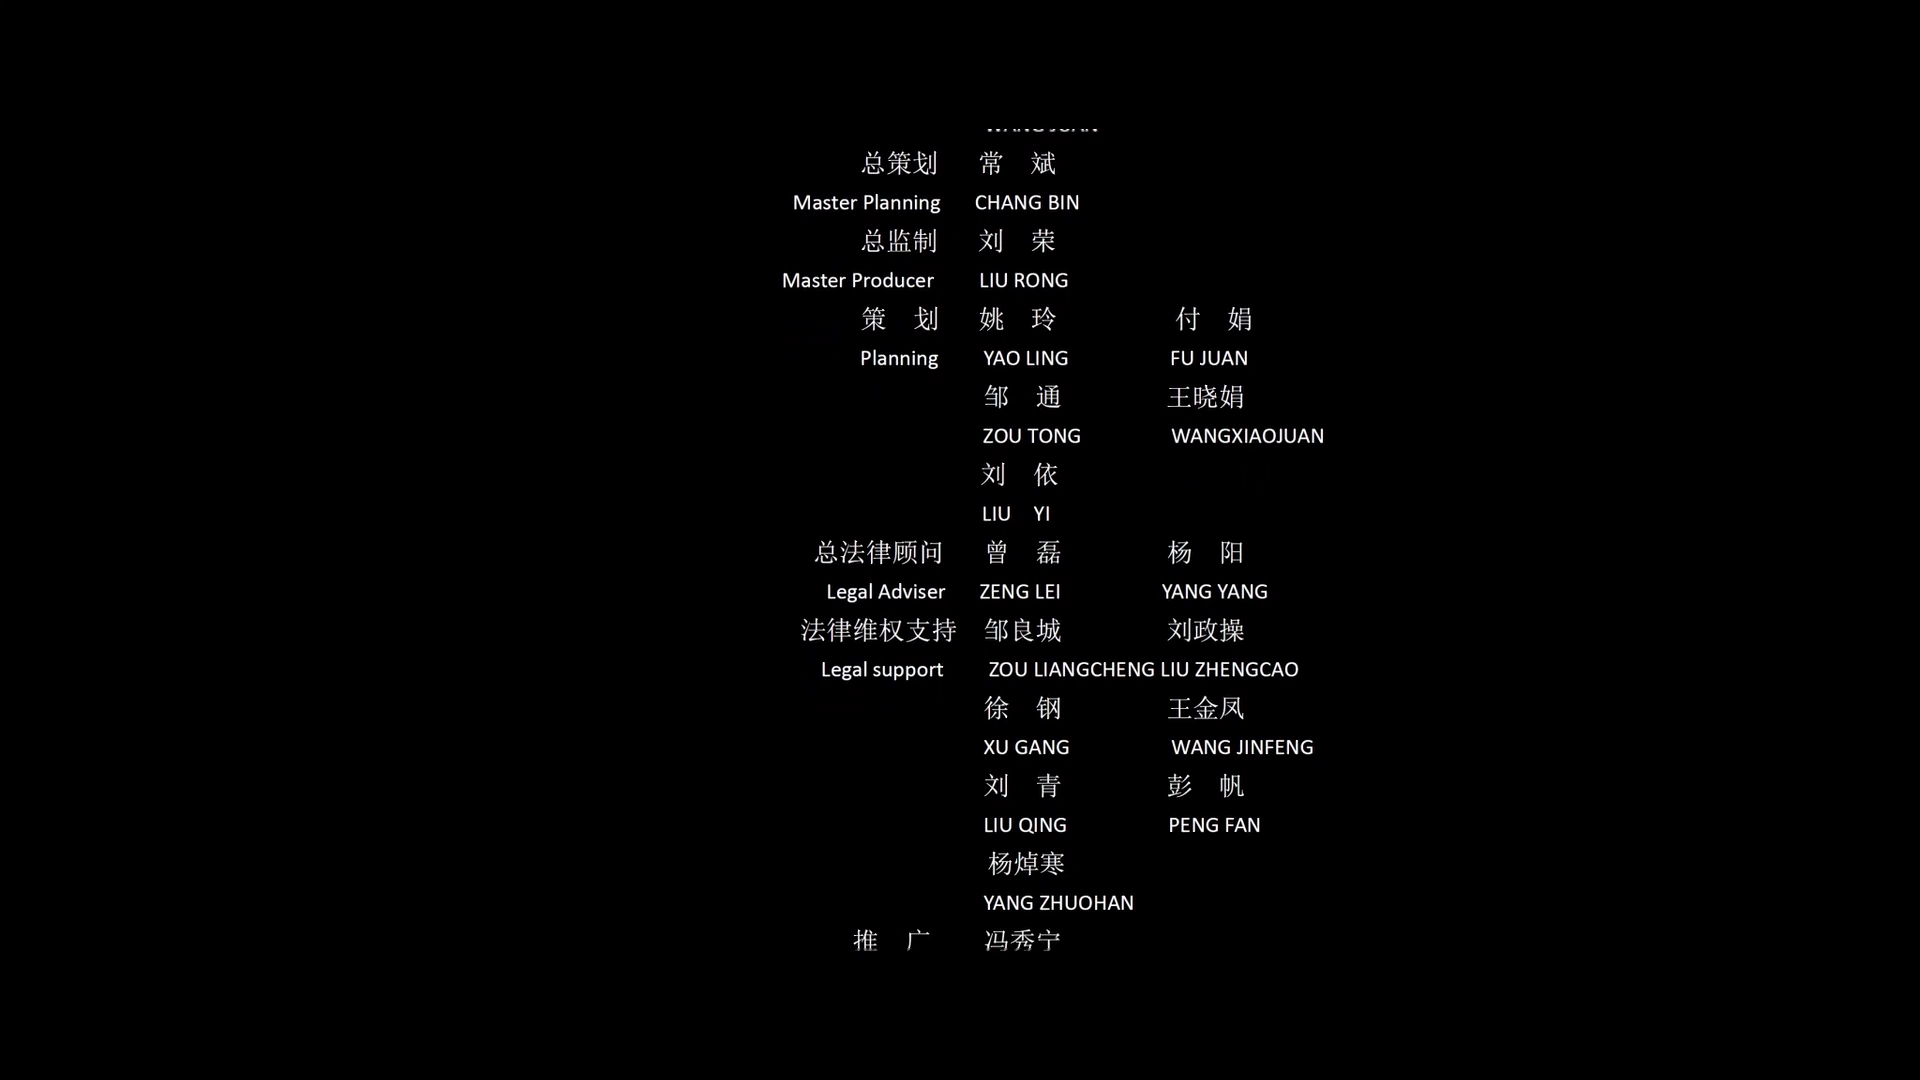 总策划 常 斌
Master Planning CHANG BIN
总监制 刘 荣
Master Producer LIU RONG
策 划 姚 玲 付 娟
Planning YAO LING FU JUAN
邹 通 王晓娟
ZOU TONG WANGXIAOJUAN
刘 依
LIU YI
总法律顾问 曾 磊 杨 阳
Legal Adviser ZENG LEI YANG YANG
法律维权支持 邹良城 刘政操
Legal support ZOU LIANGCHENG LIU ZHENGCAO
徐 钢 王金凤
XU GANG WANG JINFENG
刘 青 彭 帆
LIU QING PENG FAN
杨焯寒
YANG ZHUOHAN
推 广 冯秀宁